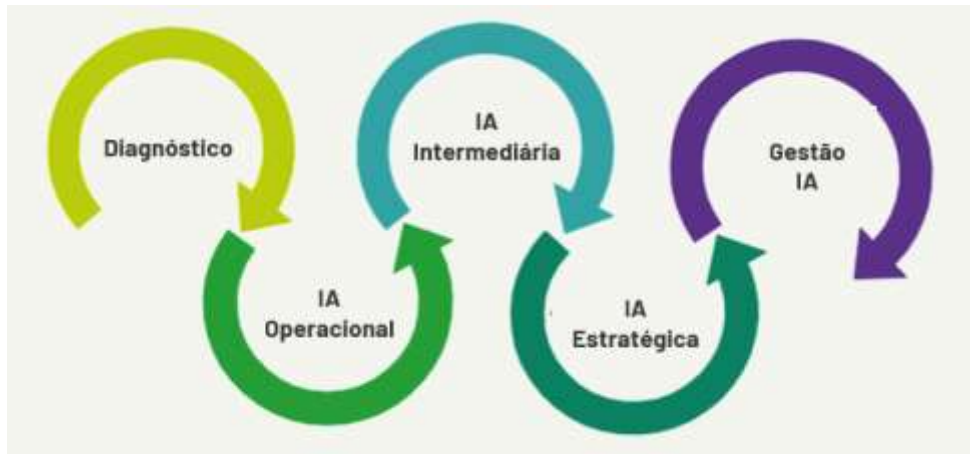 Diagnóstico
IA
Operacional
IA
Intermediária
IA
Estratégica
Gestão
IA